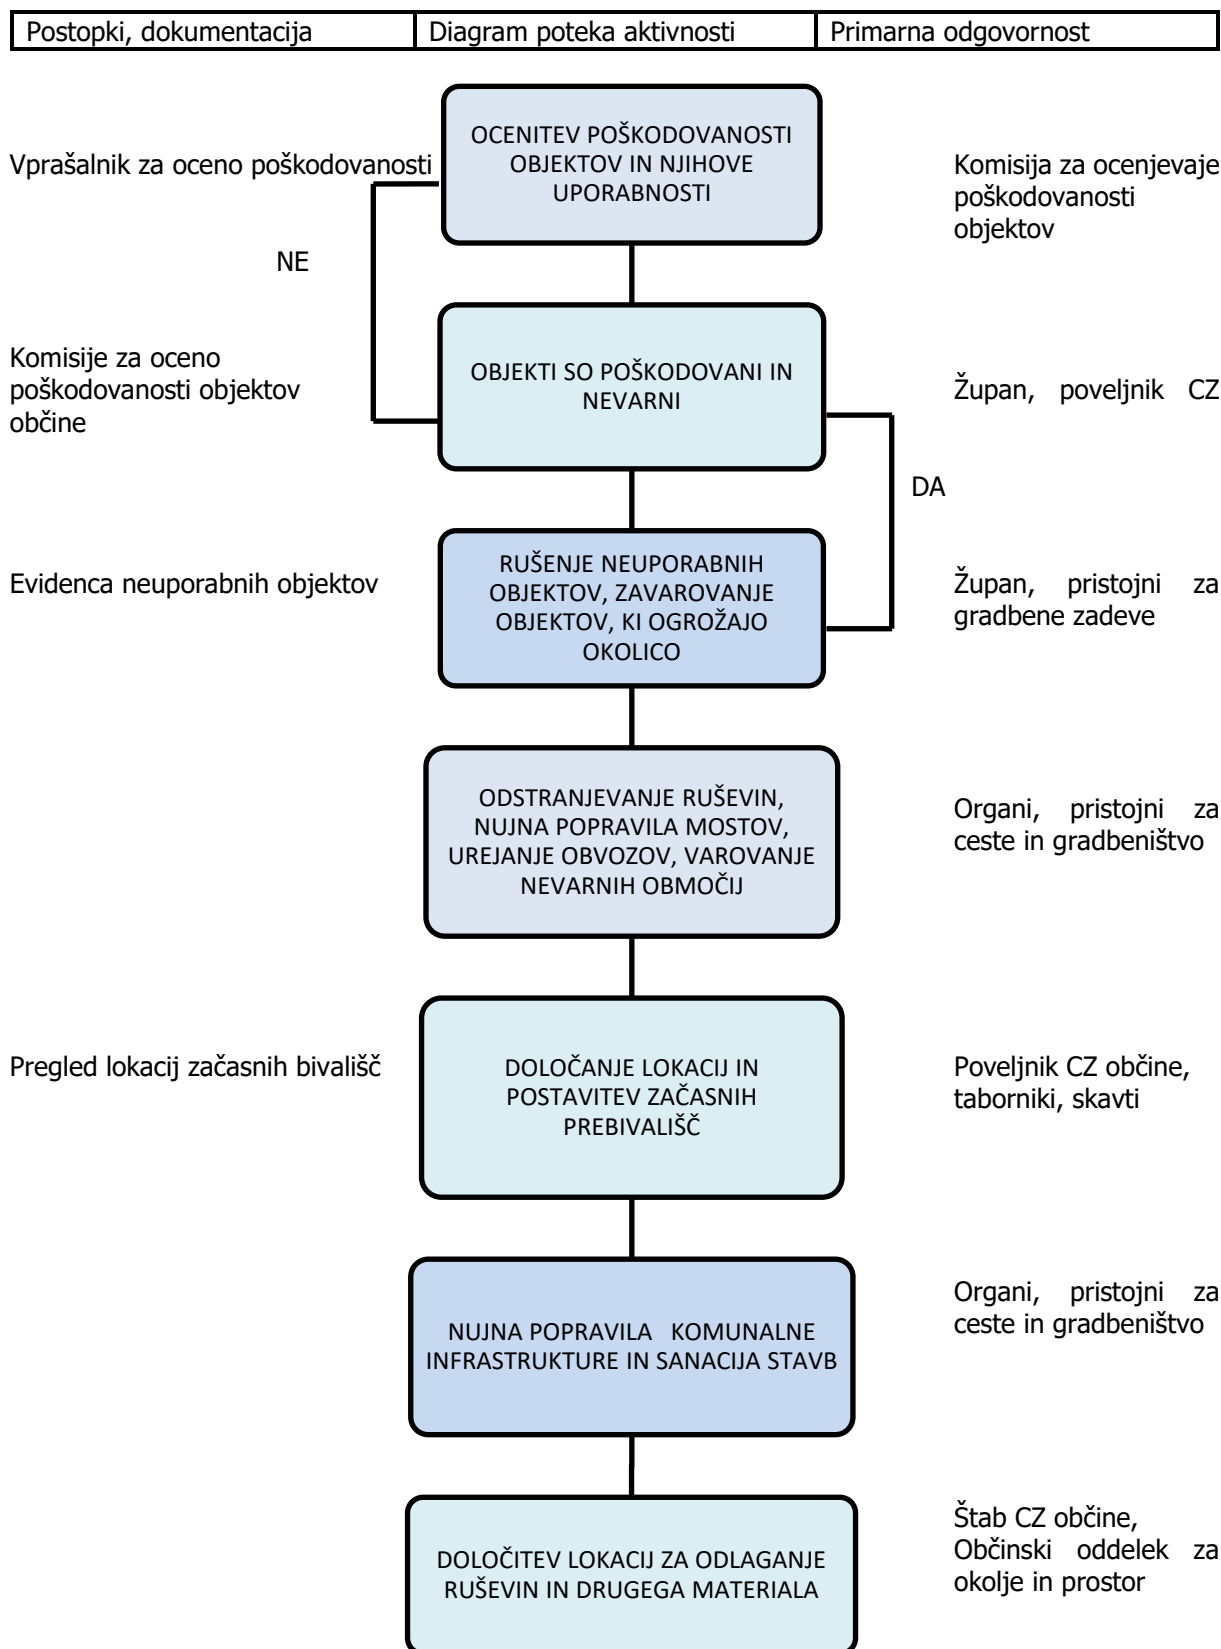 Postopki, dokumentacija
Diagram poteka aktivnosti
Primarna odgovornost
OCENITEV POŠKODOVANOSTI
OBJEKTOV IN NJIHOVE
UPORABNOSTI
Vprašalnik za oceno poškodovanosti
Komisija za ocenjevaje
poškodovanosti
objektov
NE
Komisije za oceno
poškodovanosti objektov
občine
OBJEKTI SO POŠKODOVANI IN
NEVARNI
Župan, poveljnik CZ
DA
Evidenca neuporabnih objektov
RUŠENJE NEUPORABNIH
OBJEKTOV, ZAVAROVANJE
OBJEKTOV, KI OGROŽAJO
OKOLICO
Župan, pristojni za
gradbene zadeve
ODSTRANJEVANJE RUŠEVIN,
NUJNA POPRAVILA MOSTOV,
UREJANJE OBVOZOV, VAROVANJE
NEVARNIH OBMOČIJ
Organi, pristojni za
ceste in gradbeništvo
Pregled lokacij začasnih bivališč
DOLOČANJE LOKACIJ IN
POSTAVITEV ZAČASNIH
PREBIVALIŠČ
Poveljnik CZ občine,
taborniki, skavti
NUJNA POPRAVILA KOMUNALNE
INFRASTRUKTURE IN SANACIJA STAVB
Organi, pristojni za
ceste in gradbeništvo
DOLOČITEV LOKACIJ ZA ODLAGANJE
RUŠEVIN IN DRUGEGA MATERIALA
Štab CZ občine,
Občinski oddelek za
okolje in prostor